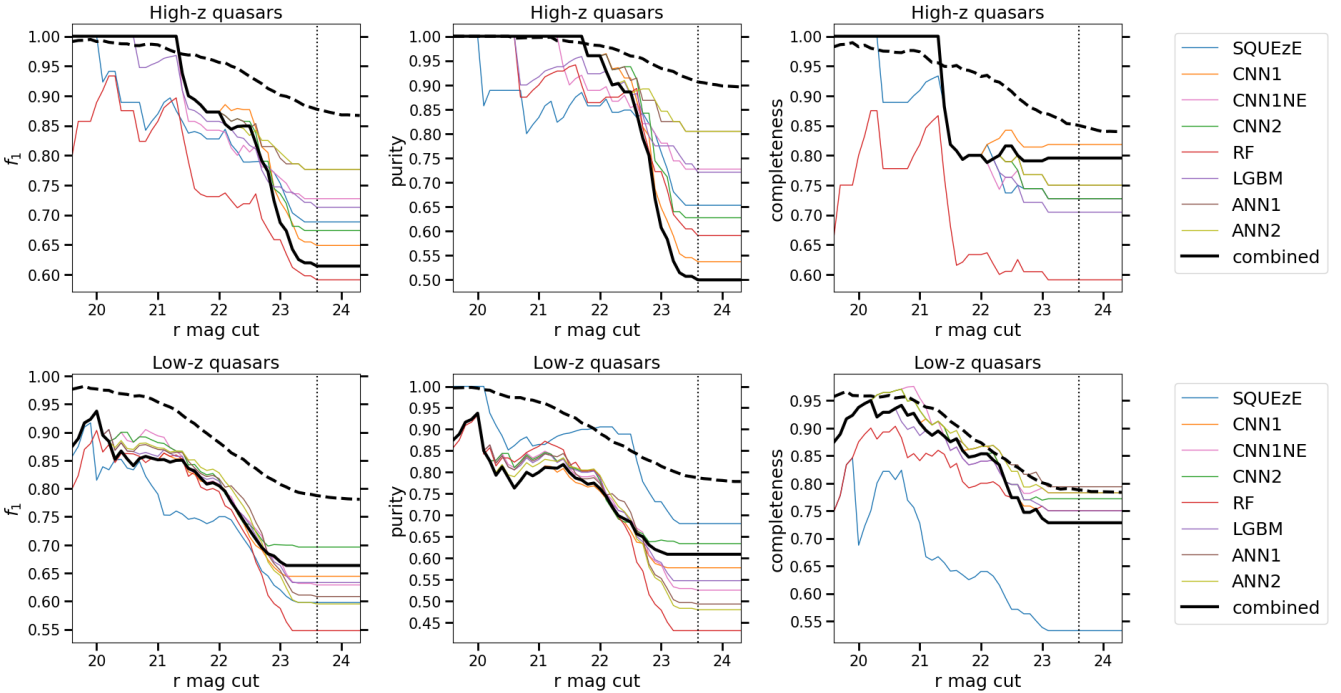 High-z quasars
f1
1.00
0.95
0.90
0.85
0.80
0.75
0.70
0.65
0.60
20 21 22 23 24
r mag cut
High-z quasars
purity
1.00
0.95
0.90
0.85
0.80
0.75
0.70
0.65
0.60
0.55
0.50
20 21 22 23 24
r mag cut
High-z quasars
completeness
1.00
0.95
0.90
0.85
0.80
0.75
0.70
0.65
0.60
20 21 22 23 24
r mag cut
SQUEzE
CNN1
CNN1NE
CNN2
RF
LGBM
ANN1
ANN2
combined
Low-z quasars
f1
1.00
0.95
0.90
0.85
0.80
0.75
0.70
0.65
0.60
0.55
20 21 22 23 24
r mag cut
Low-z quasars
purity
1.00
0.95
0.90
0.85
0.80
0.75
0.70
0.65
0.60
0.55
0.50
0.45
20 21 22 23 24
r mag cut
Low-z quasars
completeness
0.95
0.90
0.85
0.80
0.75
0.70
0.65
0.60
0.55
20 21 22 23 24
r mag cut
SQUEzE
CNN1
CNN1NE
CNN2
RF
LGBM
ANN1
ANN2
combined